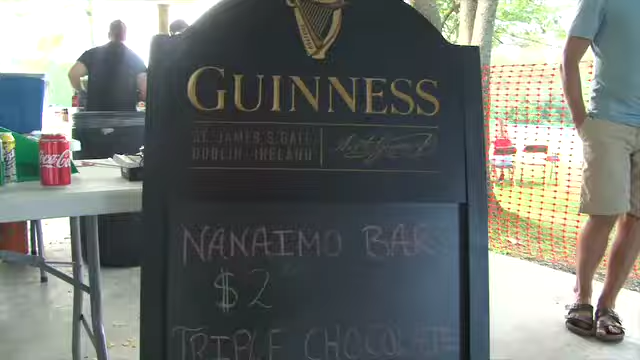 GUINNESS
ST. JAMES'S GATE
DUBLIN IRELAND
Coca-Cola
NANAIMO BARS
$2
TRIPLE CHOCOLATE